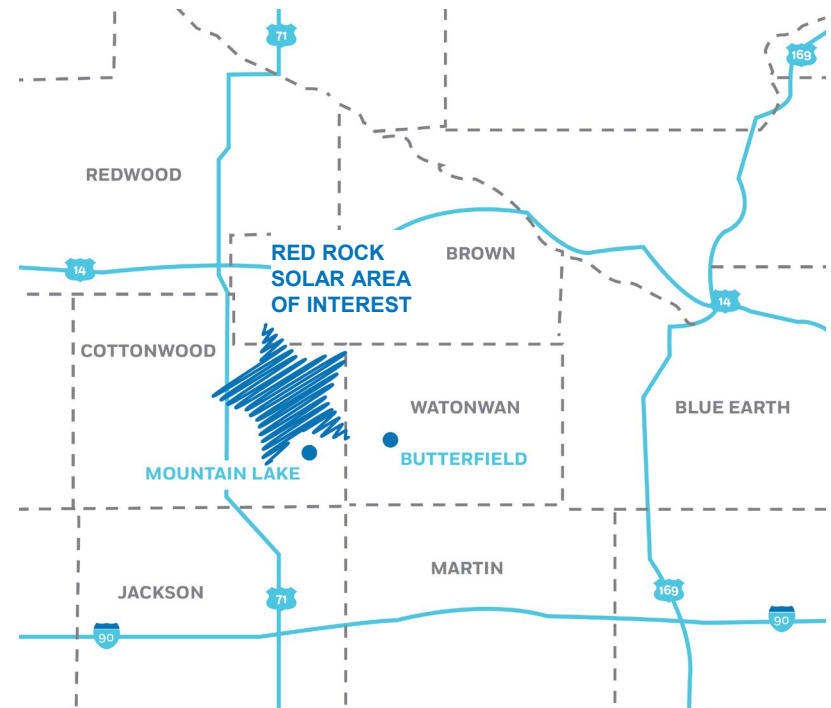 71
169
REDWOOD
RED ROCK
SOLAR AREA
OF INTEREST
BROWN
14
14
COTTONWOOD
WATONWAN
BLUE EARTH
BUTTERFIELD
MOUNTAIN LAKE
MARTIN
JACKSON
71
169
90
90